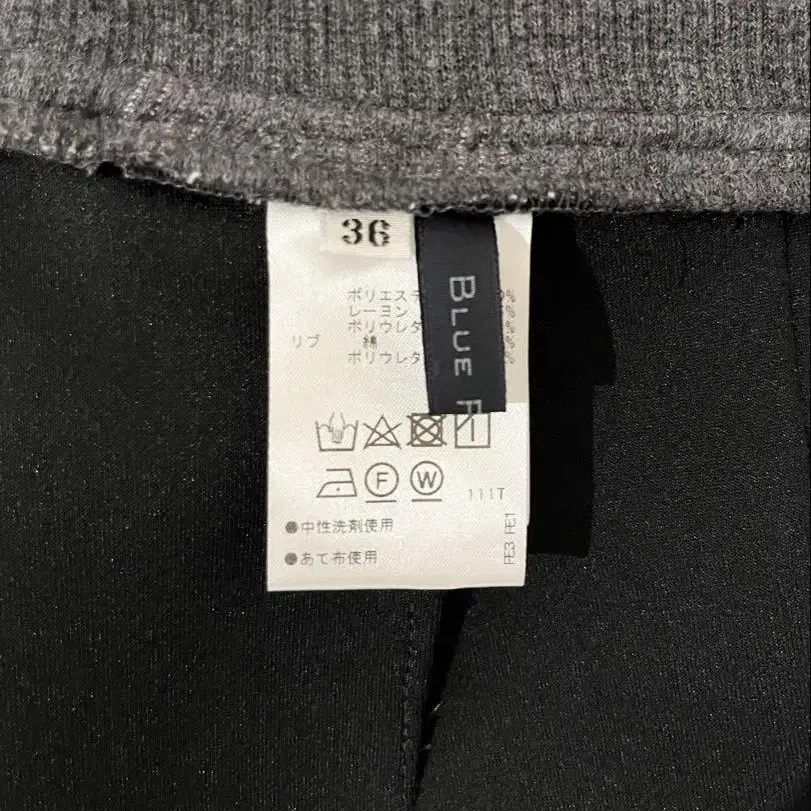 36
BLUE
ポリエステ 0%
レーヨン %
ポリウレタ %
リブ 綿 %
ポリウレタ %
F W 111T
●中性洗剤使用
●あて布使用
FE3 FE1